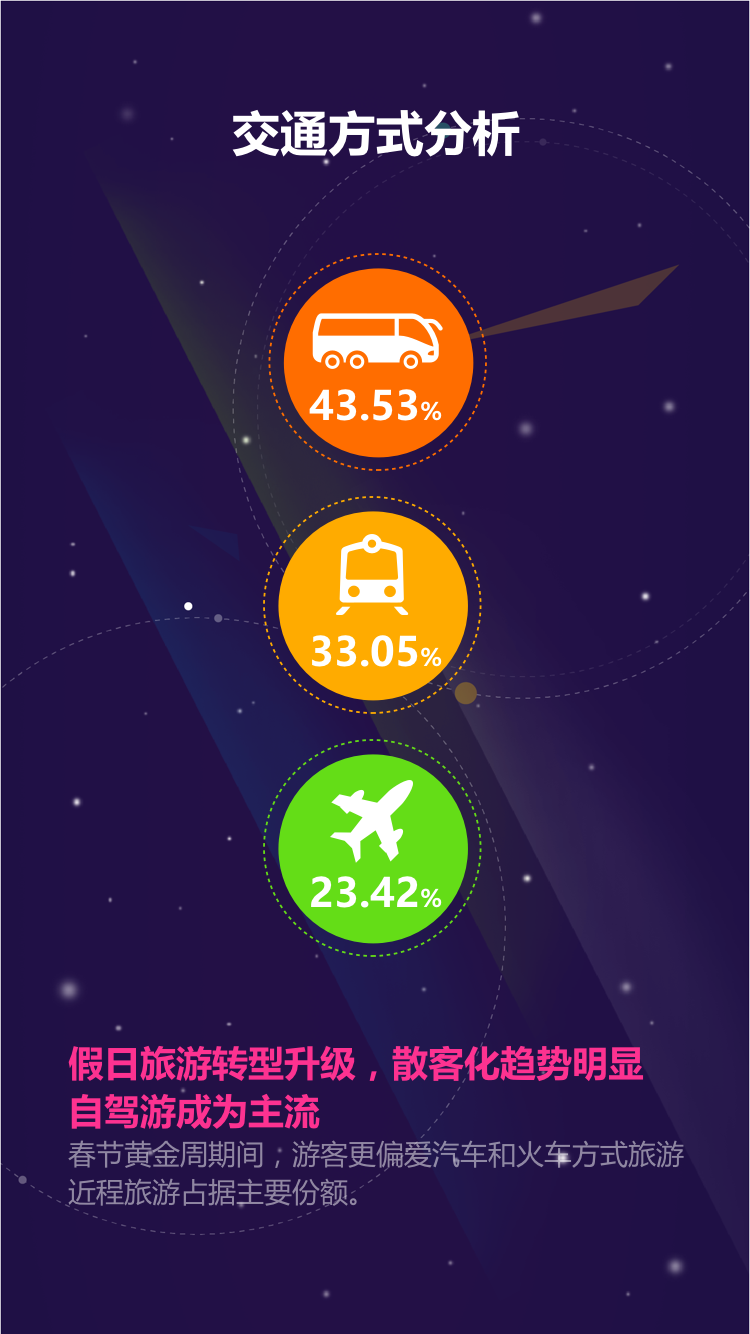 交通方式分析
43.53%
33.05%
23.42%
假日旅游转型升级，散客化趋势明显
自驾游成为主流
春节黄金周期间，游客更偏爱汽车和火车方式旅游
近程旅游占据主要份额。